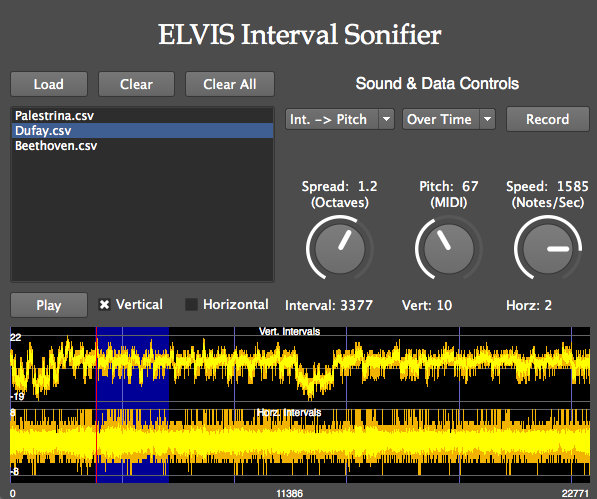 ELVIS Interval Sonifier
Load
Clear
Clear All
Sound & Data Controls
Palestrina.csv
Dufay.csv
Beethoven.csv
Int. -> Pitch
Over Time
Record
Spread: 1.2
(Octaves)
Pitch: 67
(MIDI)
Speed: 1585
(Notes/Sec)
Play
Vertical
Horizontal
Interval: 3377
Vert: 10
Horz: 2
Vert. Intervals
22
-19
Horz. Intervals
-8
0
11386
22771